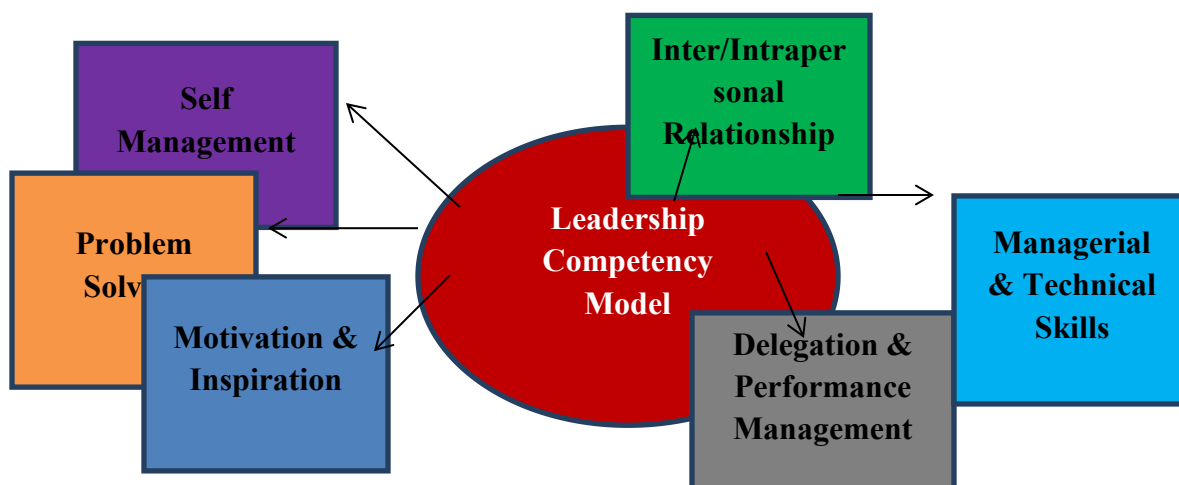 Self
Management
Inter/Intraper
sonal
Relationship
Problem
Solv
Motivation &
Inspiration
Leadership
Competency
Model
Managerial
& Technical
Skills
Delegation &
Performance
Management